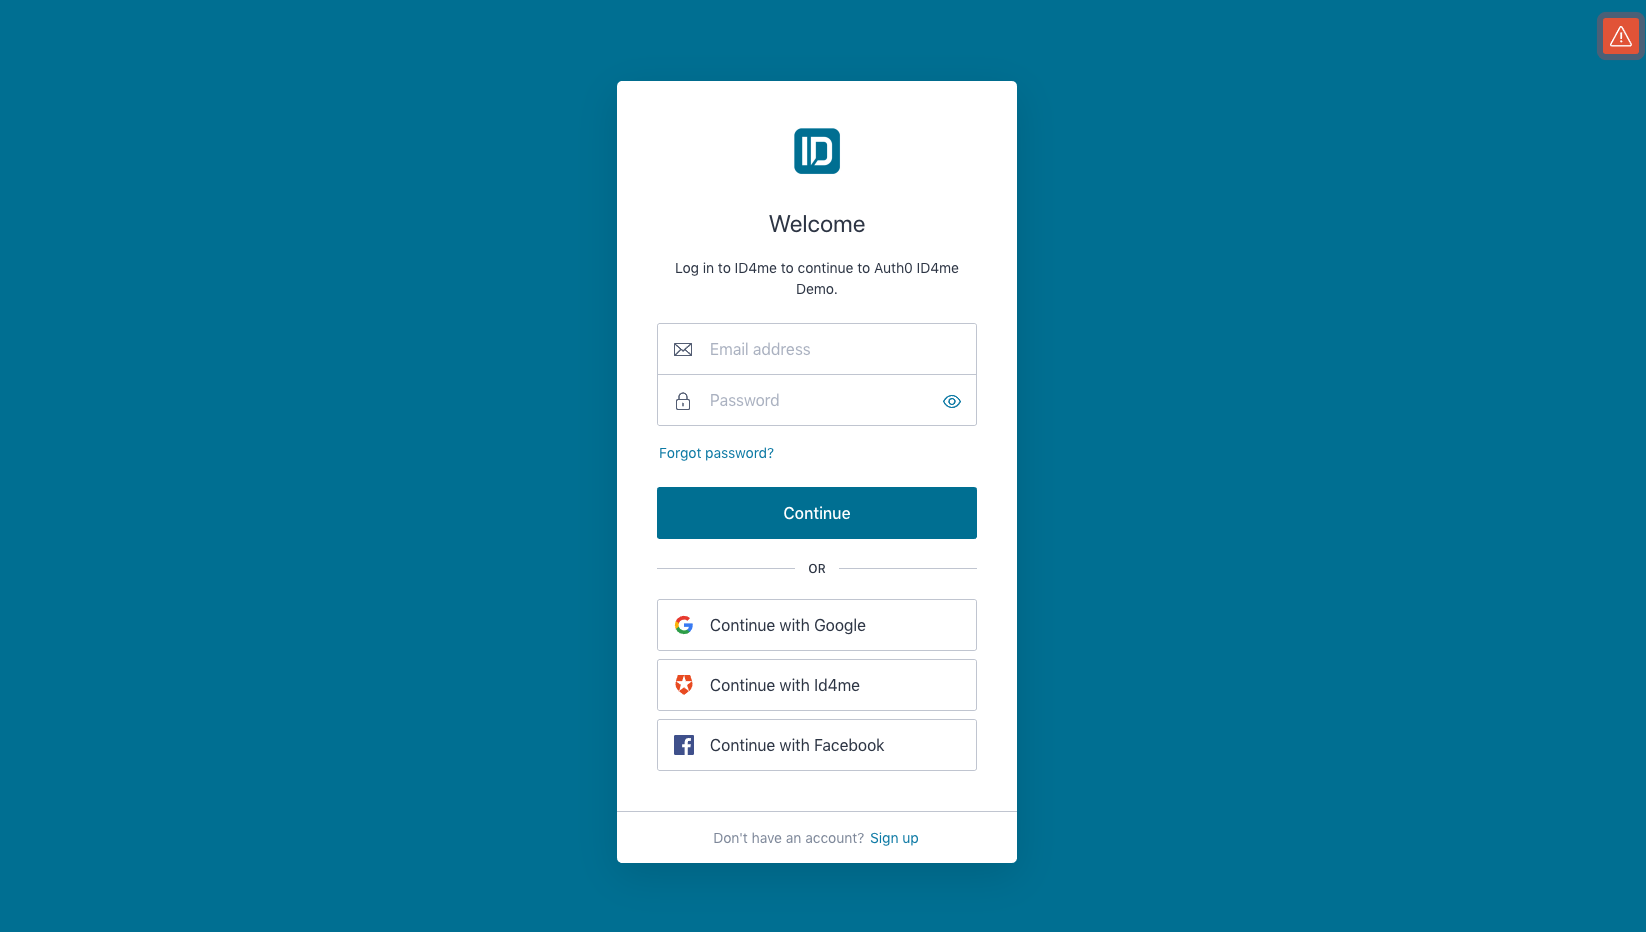 ID
Welcome
Log in to ID4me to continue to Auth0 ID4me
Demo.
Email address
Password
Forgot password?
Continue
OR
Continue with Google
Continue with Id4me
Continue with Facebook
Don't have an account? Sign up